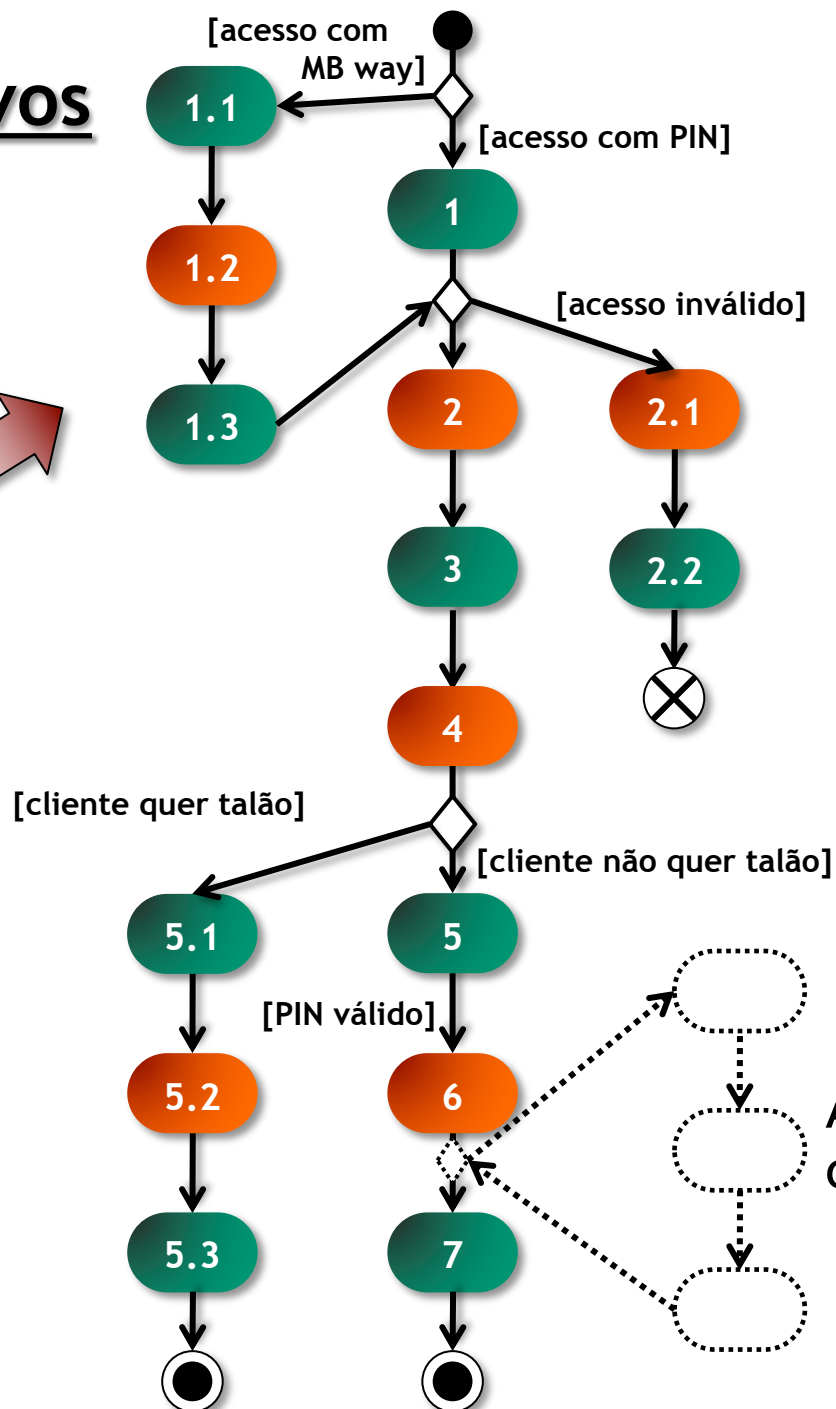 [acesso com
MB way]
vos
1.1
[acesso com PIN]
1
1.2
[acesso inválido]
1.3
2
2.1
3
2.2
4
[cliente quer talão]
[cliente não quer talão]
5.1
5
[PIN válido]
5.2
6
5.3
7